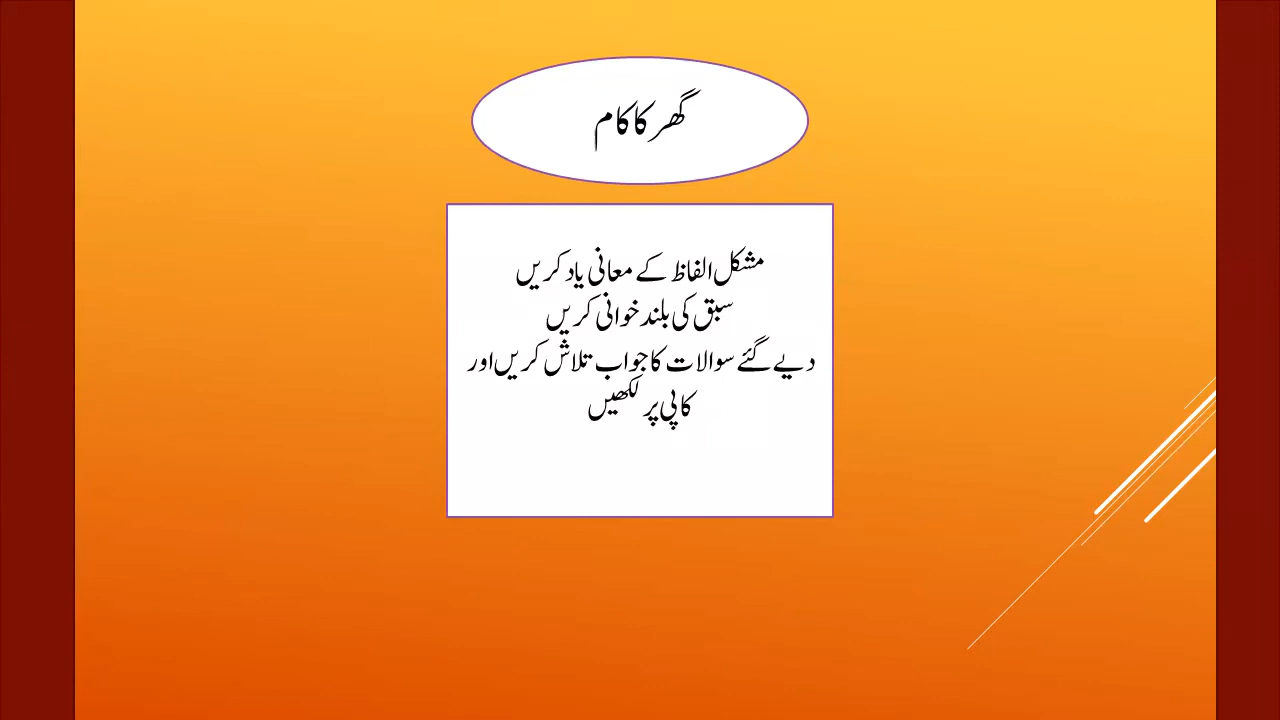 گھر کا کام
مشکل الفاظ کے معانی یاد کریں
سبق کی بلند خوانی کریں
دیے گئے سوالات کا جواب تلاش کریں اور
کاپی پر لکھیں